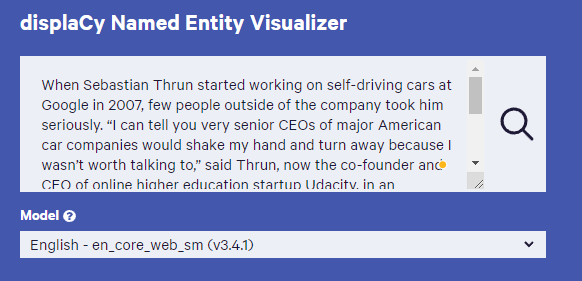 displaCy Named Entity Visualizer
When Sebastian Thrun started working on self-driving cars at
Google in 2007, few people outside of the company took him
seriously. “I can tell you very senior CEOs of major American
car companies would shake my hand and turn away because I
wasn’t worth talking to,” said Thrun, now the co-founder and
CEO of online higher education startup Udacity, in an
Model ?
English - en_core_web_sm (v3.4.1)